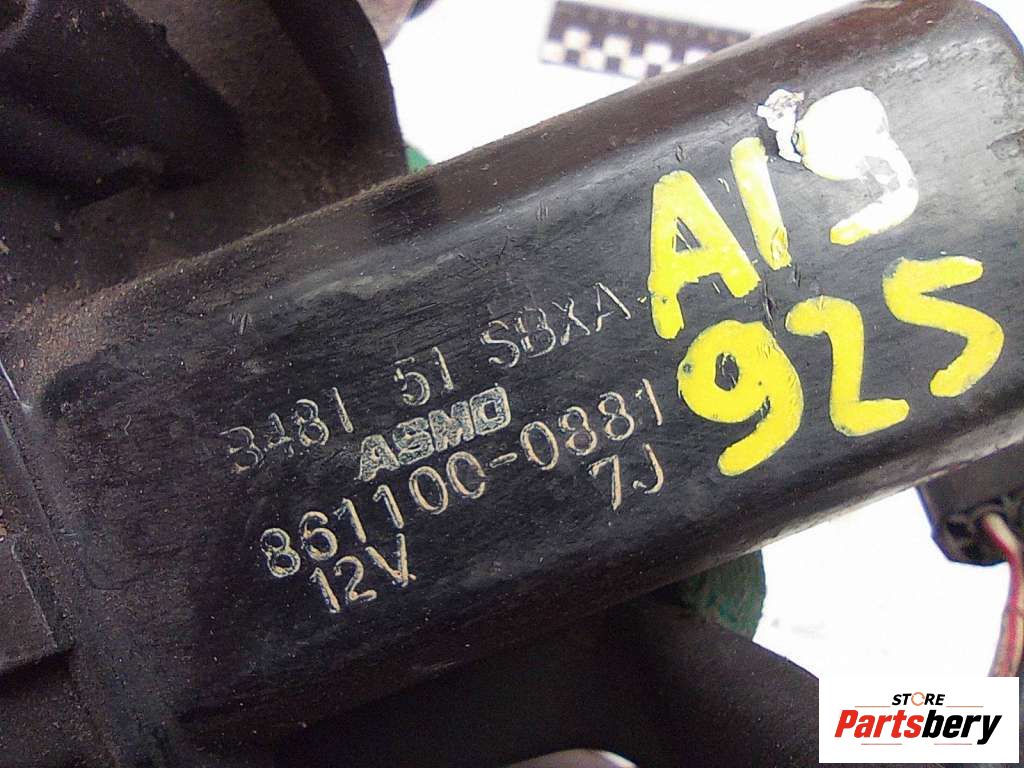 A19
925
3481 51 SBXA
ASMO
861100-0881
12V 7J
STORE
Partsbery